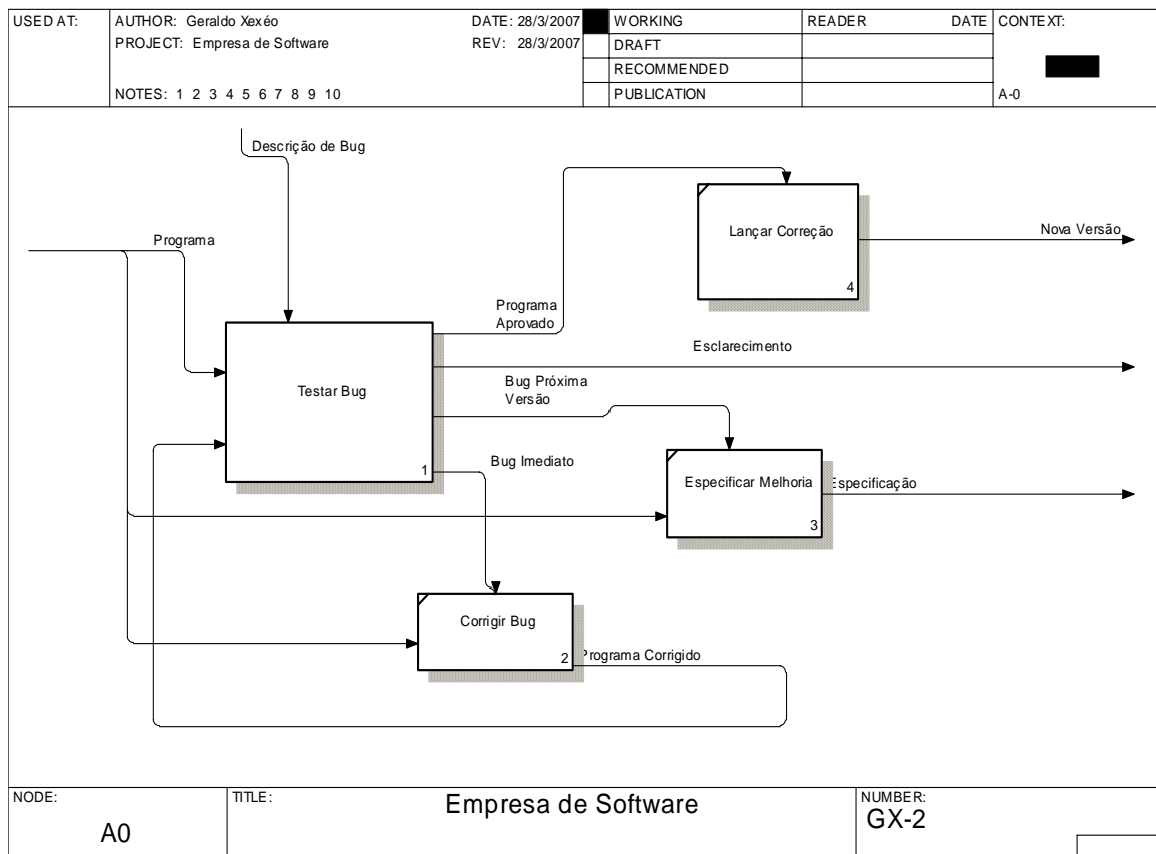 USED AT:
AUTHOR: Geraldo Xexéo
DATE: 28/3/2007
PROJECT: Empresa de Software
REV: 28/3/2007
NOTES: 1 2 3 4 5 6 7 8 9 10
WORKING
DRAFT
RECOMMENDED
PUBLICATION
READER
DATE
CONTEXT:
A-0
Descrição de Bug
Programa
Lançar Correção
4
Nova Versão
Programa
Aprovado
Esclarecimento
Testar Bug
1
Bug Próxima
Versão
Bug Imediato
Especificar Melhoria
3
Especificação
Corrigir Bug
2
Programa Corrigido
NODE:
A0
TITLE:
Empresa de Software
NUMBER:
GX-2